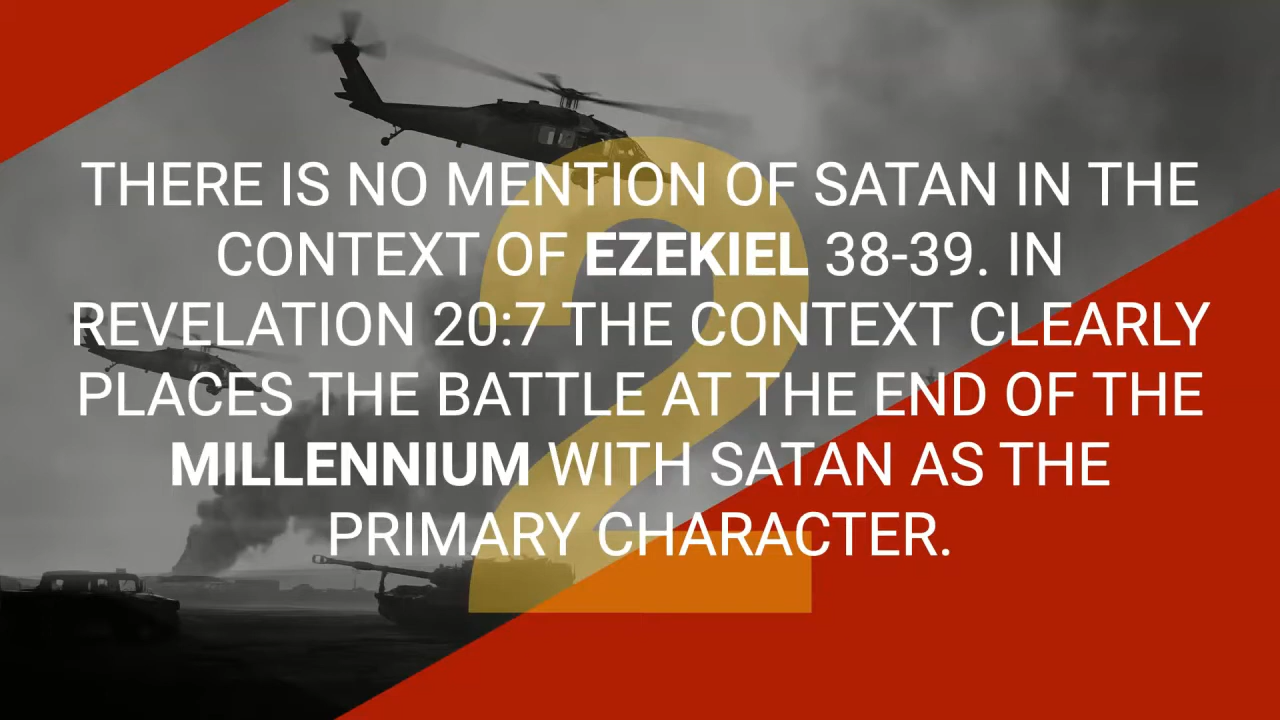 2
THERE IS NO MENTION OF SATAN IN THE
CONTEXT OF EZEKIEL 38-39. IN
REVELATION 20:7 THE CONTEXT CLEARLY
PLACES THE BATTLE AT THE END OF THE
MILLENNIUM WITH SATAN AS THE
PRIMARY CHARACTER.